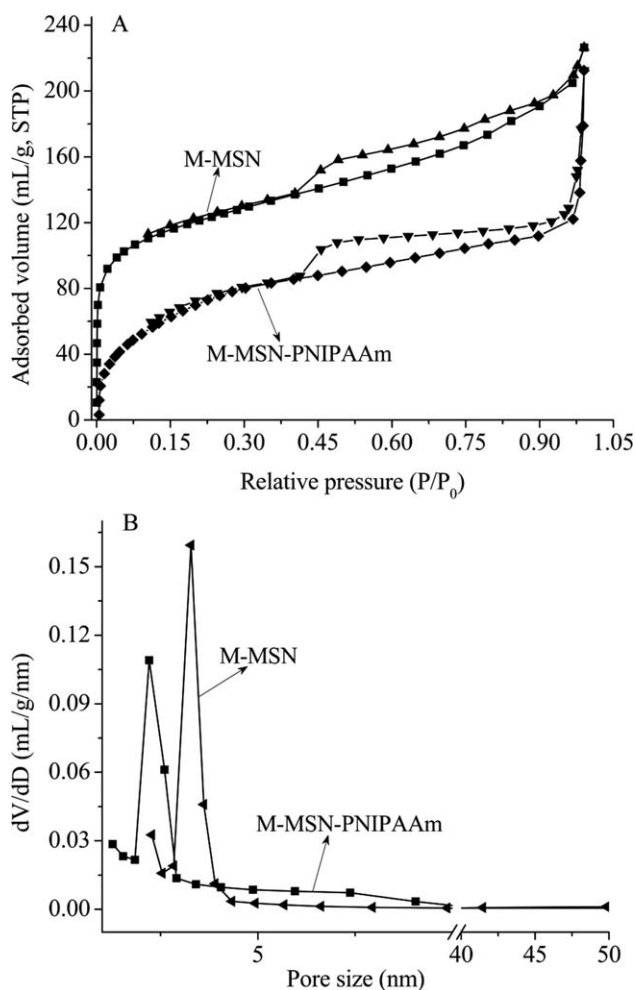 A
240
200
160
120
80
40
0
Adsorbed volume (mL/g, STP)
M-MSN
M-MSN-PNIPAAm
0.00 0.15 0.30 0.45 0.60 0.75 0.90 1.05
Relative pressure (P/P0)
B
0.15
0.12
0.09
0.06
0.03
0.00
dV/dD (mL/g/nm)
M-MSN
M-MSN-PNIPAAm
5 40 50
Pore size (nm)